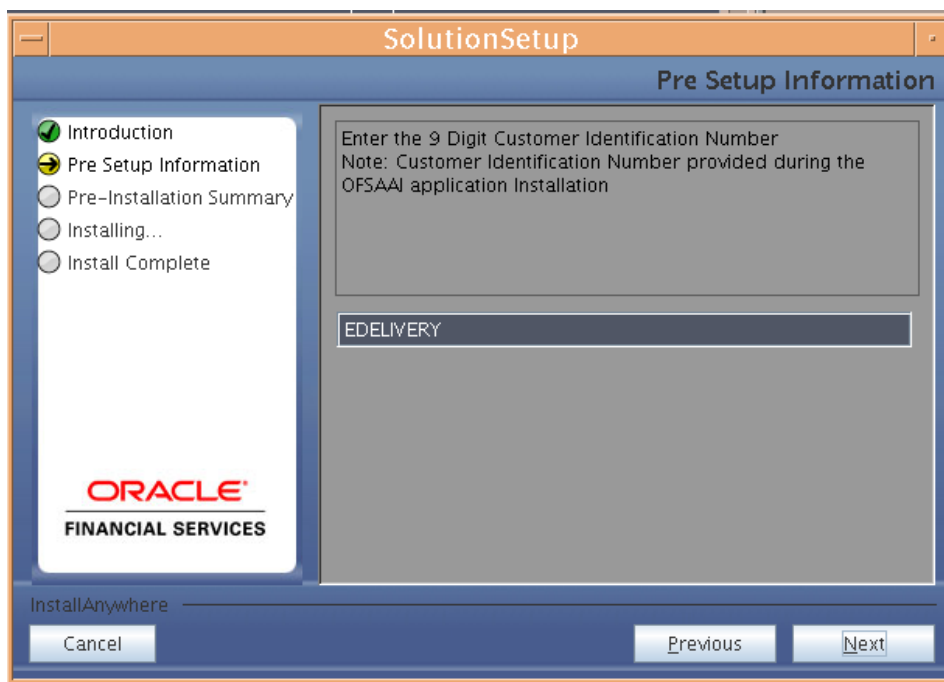 SolutionSetup
Pre Setup Information
Introduction
Pre Setup Information
Pre-Installation Summary
Installing...
Install Complete
Enter the 9 Digit Customer Identification Number
Note: Customer Identification Number provided during the
OFSAAI application Installation
EDELIVERY
ORACLE
FINANCIAL SERVICES
InstallAnywhere
Cancel
Previous
Next